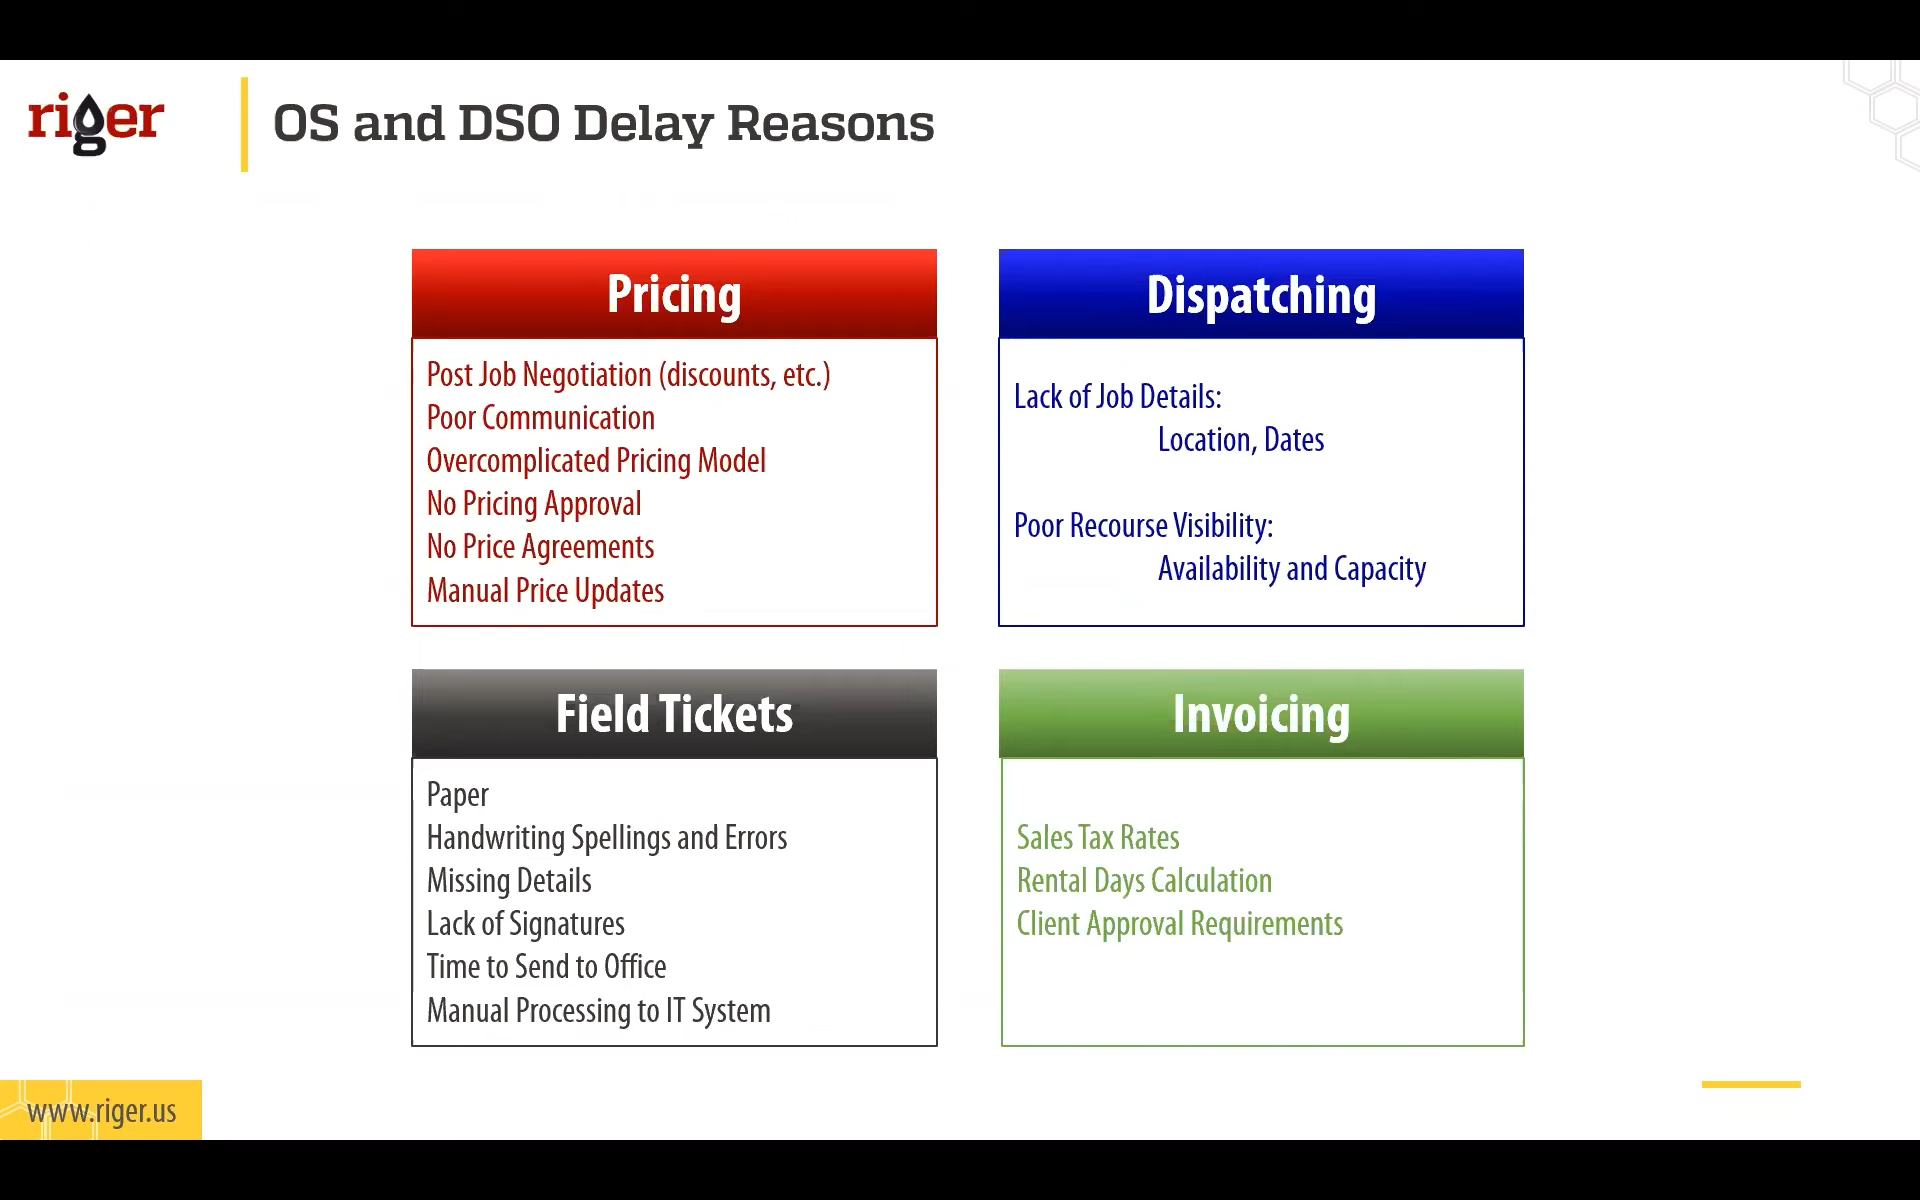 riger
OS and DSO Delay Reasons
Pricing
Post Job Negotiation (discounts, etc.)
Poor Communication
Overcomplicated Pricing Model
No Pricing Approval
No Price Agreements
Manual Price Updates
Dispatching
Lack of Job Details:
Location, Dates
Poor Recourse Visibility:
Availability and Capacity
Field Tickets
Paper
Handwriting Spellings and Errors
Missing Details
Lack of Signatures
Time to Send to Office
Manual Processing to IT System
Invoicing
Sales Tax Rates
Rental Days Calculation
Client Approval Requirements
www.riger.us